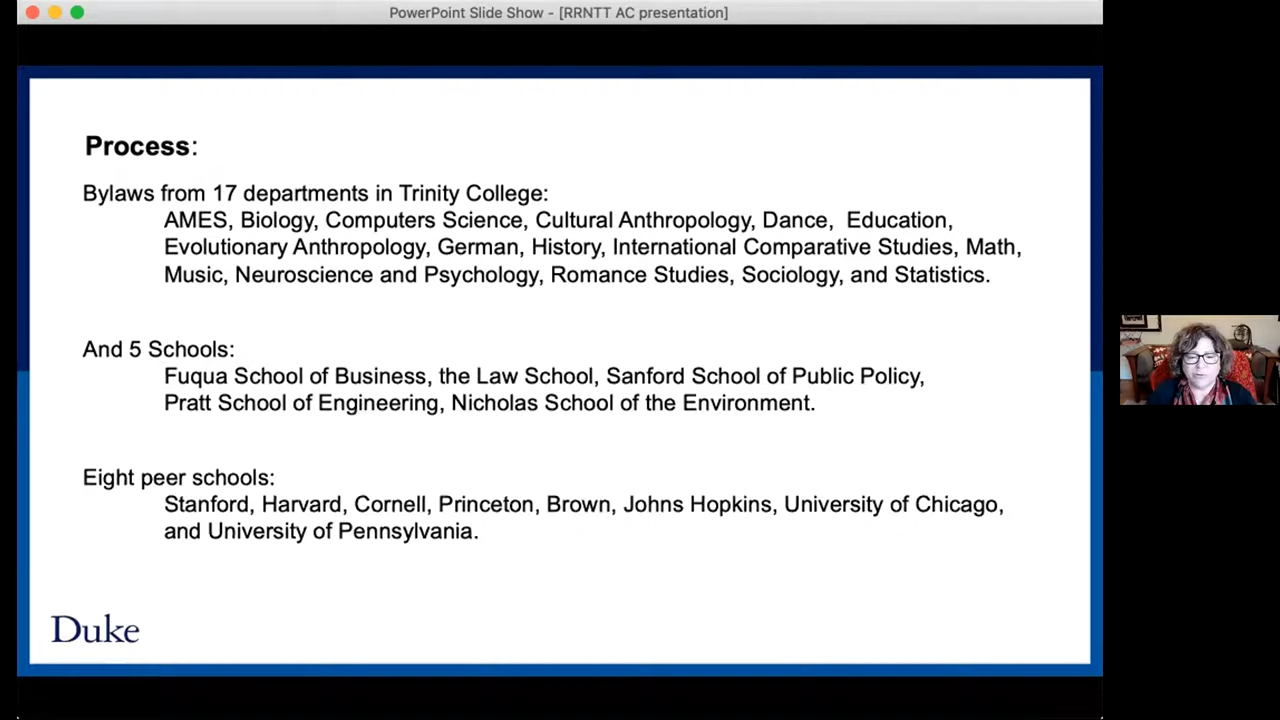 PowerPoint Slide Show - [RRNTT AC presentation]
Process:
Bylaws from 17 departments in Trinity College:
AMES, Biology, Computers Science, Cultural Anthropology, Dance, Education,
Evolutionary Anthropology, German, History, International Comparative Studies, Math,
Music, Neuroscience and Psychology, Romance Studies, Sociology, and Statistics.
And 5 Schools:
Fuqua School of Business, the Law School, Sanford School of Public Policy,
Pratt School of Engineering, Nicholas School of the Environment.
Eight peer schools:
Stanford, Harvard, Cornell, Princeton, Brown, Johns Hopkins, University of Chicago,
and University of Pennsylvania.
Duke